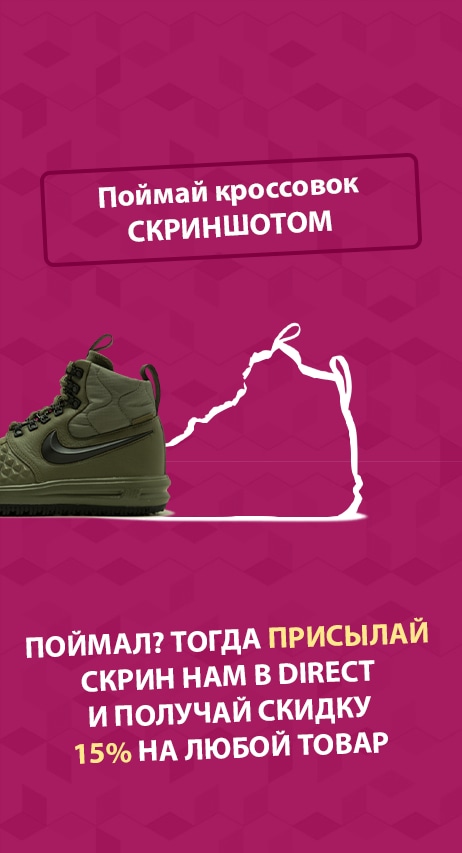 Поймай кроссовок
СКРИНШОТОМ
ПОЙМАЛ? ТОГДА ПРИСЫЛАЙ
СКРИН НАМ В DIRECT
И ПОЛУЧАЙ СКИДКУ
15% НА ЛЮБОЙ ТОВАР